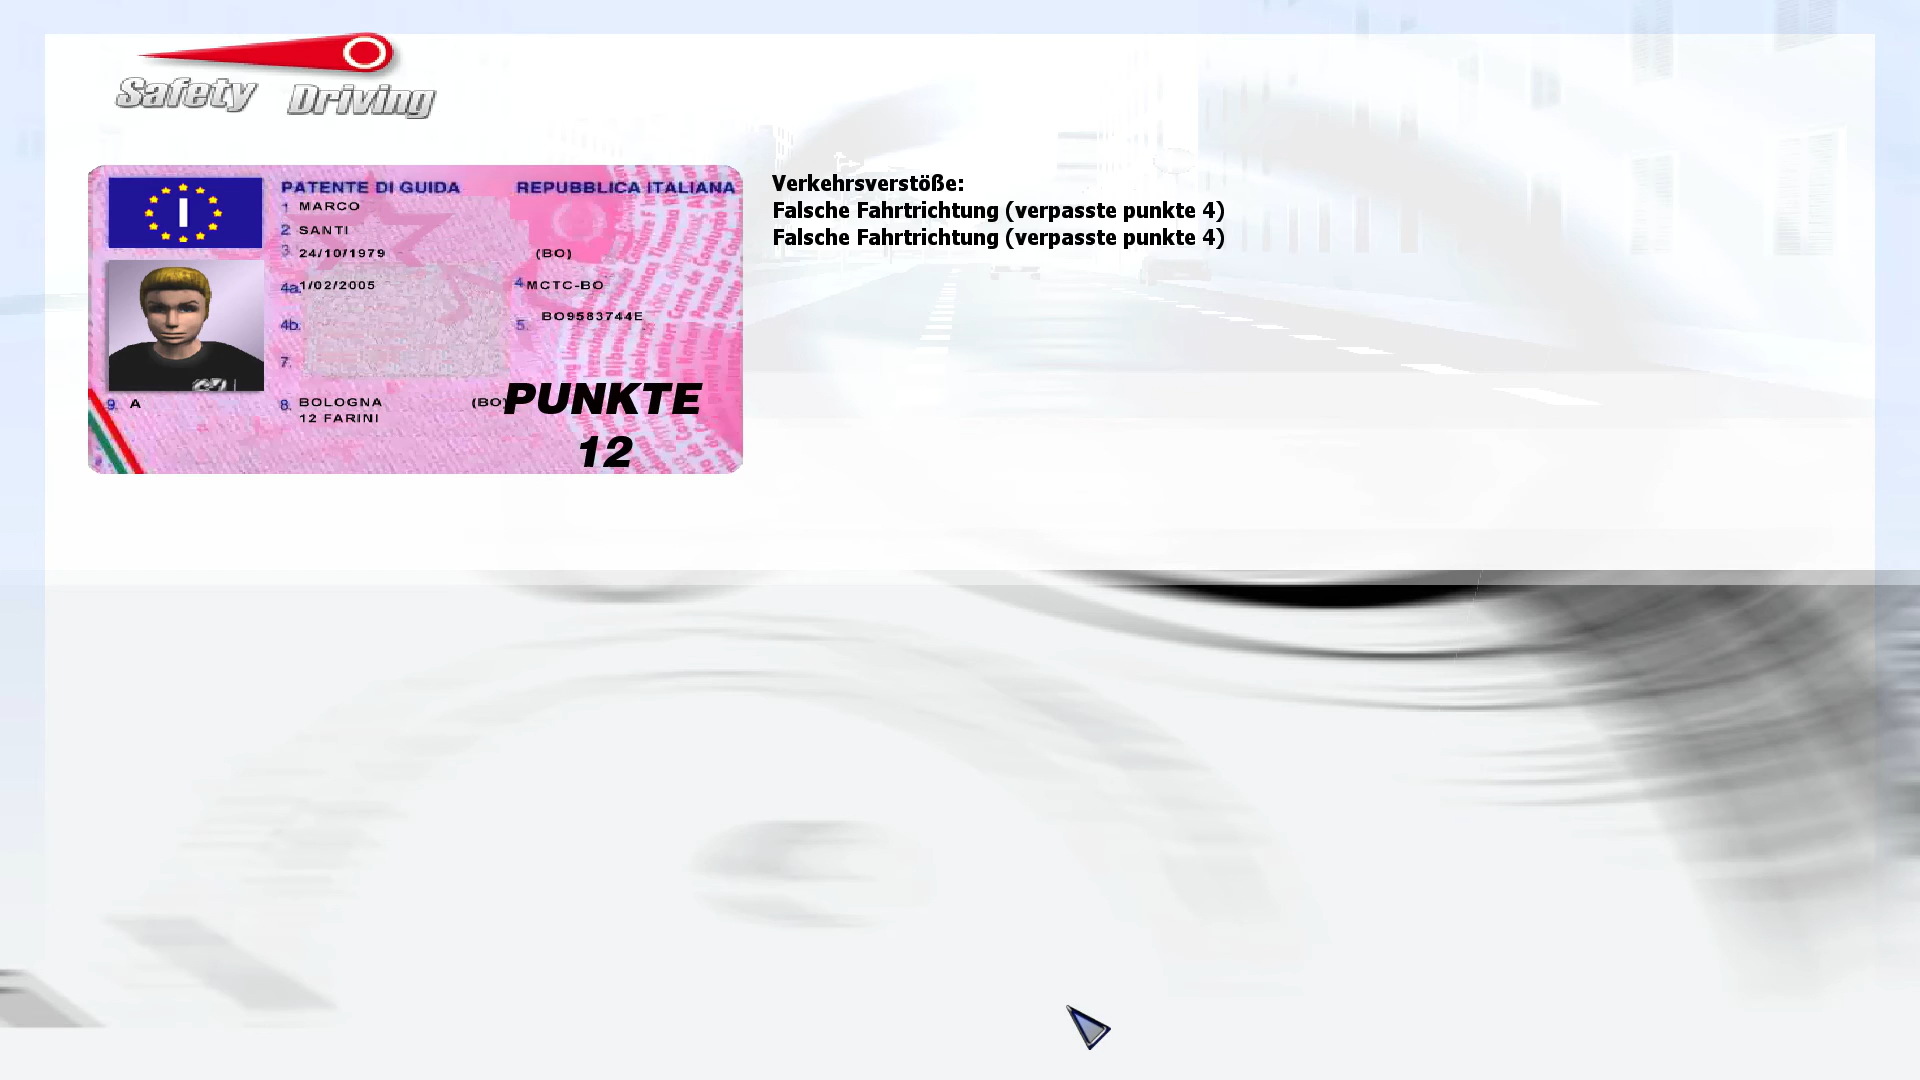 Safety Driving
I
PATENTE DI GUIDA REPUBBLICA ITALIANA
1 MARCO
2 SANTI
3. 24/10/1979 (BO)
4a. 1/02/2005 4 MCTC-BO
4b. 5. BO9583744E
7.
9. A 8. BOLOGNA (BO)
12 FARINI
PUNKTE
12
Verkehrsverstöße:
Falsche Fahrtrichtung (verpasste punkte 4)
Falsche Fahrtrichtung (verpasste punkte 4)